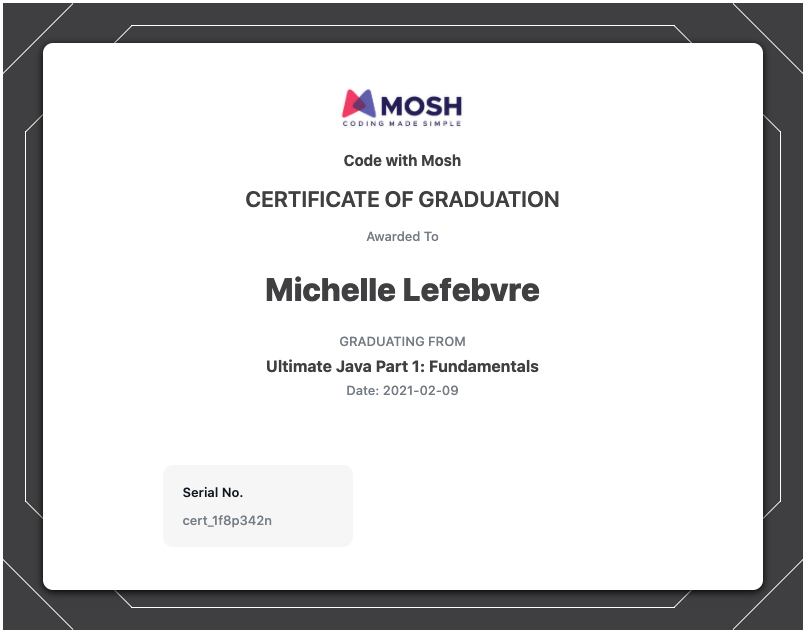 MOSH
CODING MADE SIMPLE
Code with Mosh
CERTIFICATE OF GRADUATION
Awarded To
Michelle Lefebvre
GRADUATING FROM
Ultimate Java Part 1: Fundamentals
Date: 2021-02-09
Serial No.
cert_1f8p342n